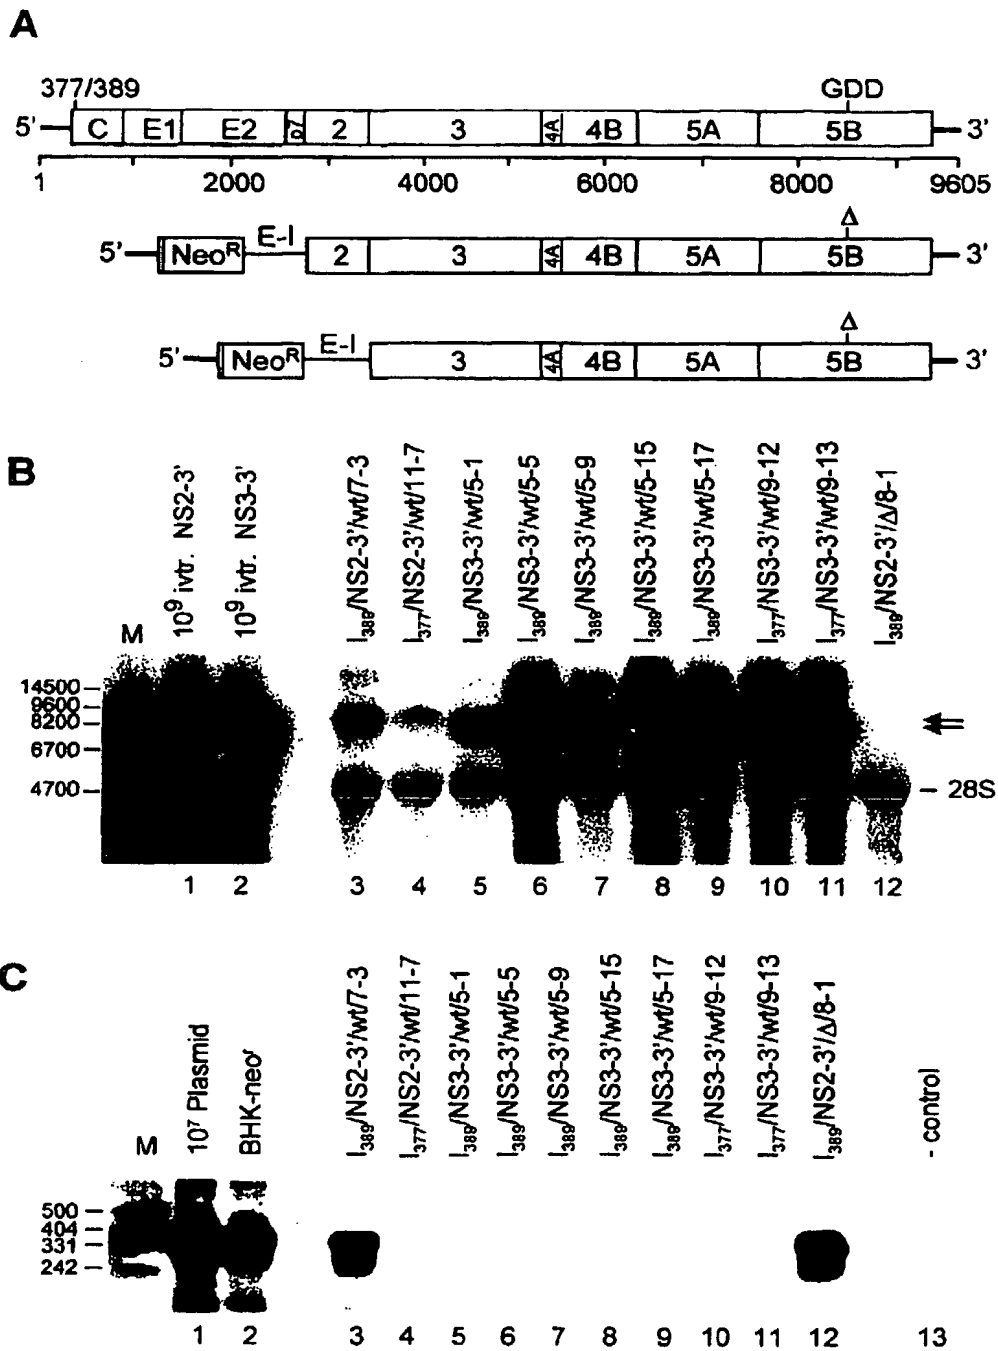 A
377/389 GDD
5' C E1 E2 p7 2 3 4A 4B 5A 5B 3'
1 2000 4000 6000 8000 9605
Δ
5' Neoᴿ E-I 2 3 4A 4B 5A 5B 3'
Δ
5' Neoᴿ E-I 3 4A 4B 5A 5B 3'
B
M
10⁹ ivtr. NS2-3'
10⁹ ivtr. NS3-3'
I₃₈₉/NS2-3'/wt/7-3
I₃₇₇/NS2-3'/wt/11-7
I₃₈₉/NS3-3'/wt/5-1
I₃₈₉/NS3-3'/wt/5-5
I₃₈₉/NS3-3'/wt/5-9
I₃₈₉/NS3-3'/wt/5-15
I₃₈₉/NS3-3'/wt/5-17
I₃₇₇/NS3-3'/wt/9-12
I₃₇₇/NS3-3'/wt/9-13
I₃₈₉/NS2-3'/Δ/8-1
14500
9600
8200
6700
4700
28S
1 2 3 4 5 6 7 8 9 10 11 12
C
M
10⁷ Plasmid
BHK-neoʳ
I₃₈₉/NS2-3'/wt/7-3
I₃₇₇/NS2-3'/wt/11-7
I₃₈₉/NS3-3'/wt/5-1
I₃₈₉/NS3-3'/wt/5-5
I₃₈₉/NS3-3'/wt/5-9
I₃₈₉/NS3-3'/wt/5-15
I₃₈₉/NS3-3'/wt/5-17
I₃₇₇/NS3-3'/wt/9-12
I₃₇₇/NS3-3'/wt/9-13
I₃₈₉/NS2-3'/Δ/8-1
- control
500
404
331
242
1 2 3 4 5 6 7 8 9 10 11 12 13